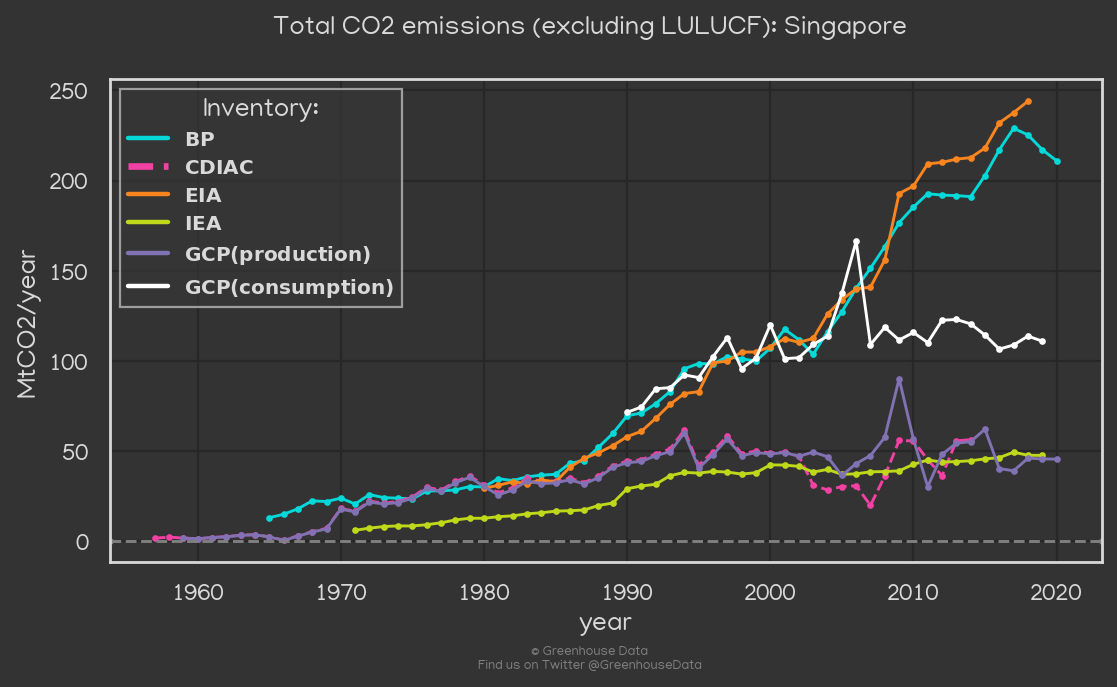 Total CO2 emissions (excluding LULUCF): Singapore
MtCO2/year
250
200
150
100
50
0
Inventory:
BP
CDIAC
EIA
IEA
GCP(production)
GCP(consumption)
1960 1970 1980 1990 2000 2010 2020
year
© Greenhouse Data
Find us on Twitter @GreenhouseData